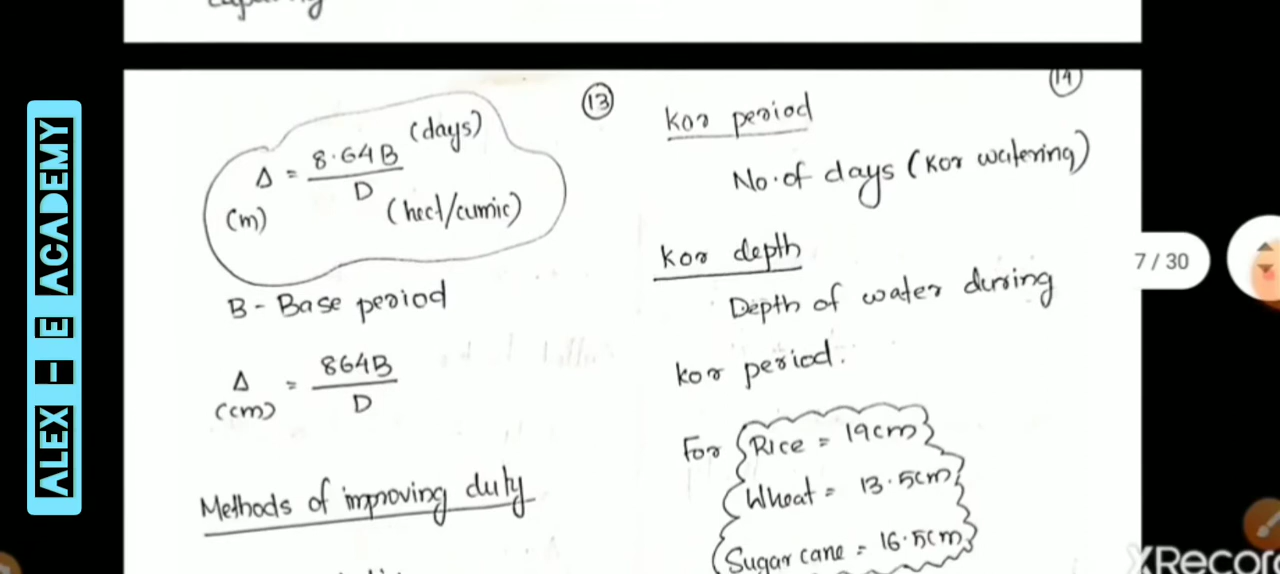 ALEX - E ACADEMY
13
Δ = 8.64B (days)
(m) D (hect/cumic)
B - Base period
Δ = 864B
(cm) D
Methods of improving duty
14
Kor period
No. of days (Kor watering)
Kor depth
Depth of water during
kor period.
For Rice = 19cm
Wheat = 13.5cm
Sugar cane = 16.5cm
7 / 30
XRecor